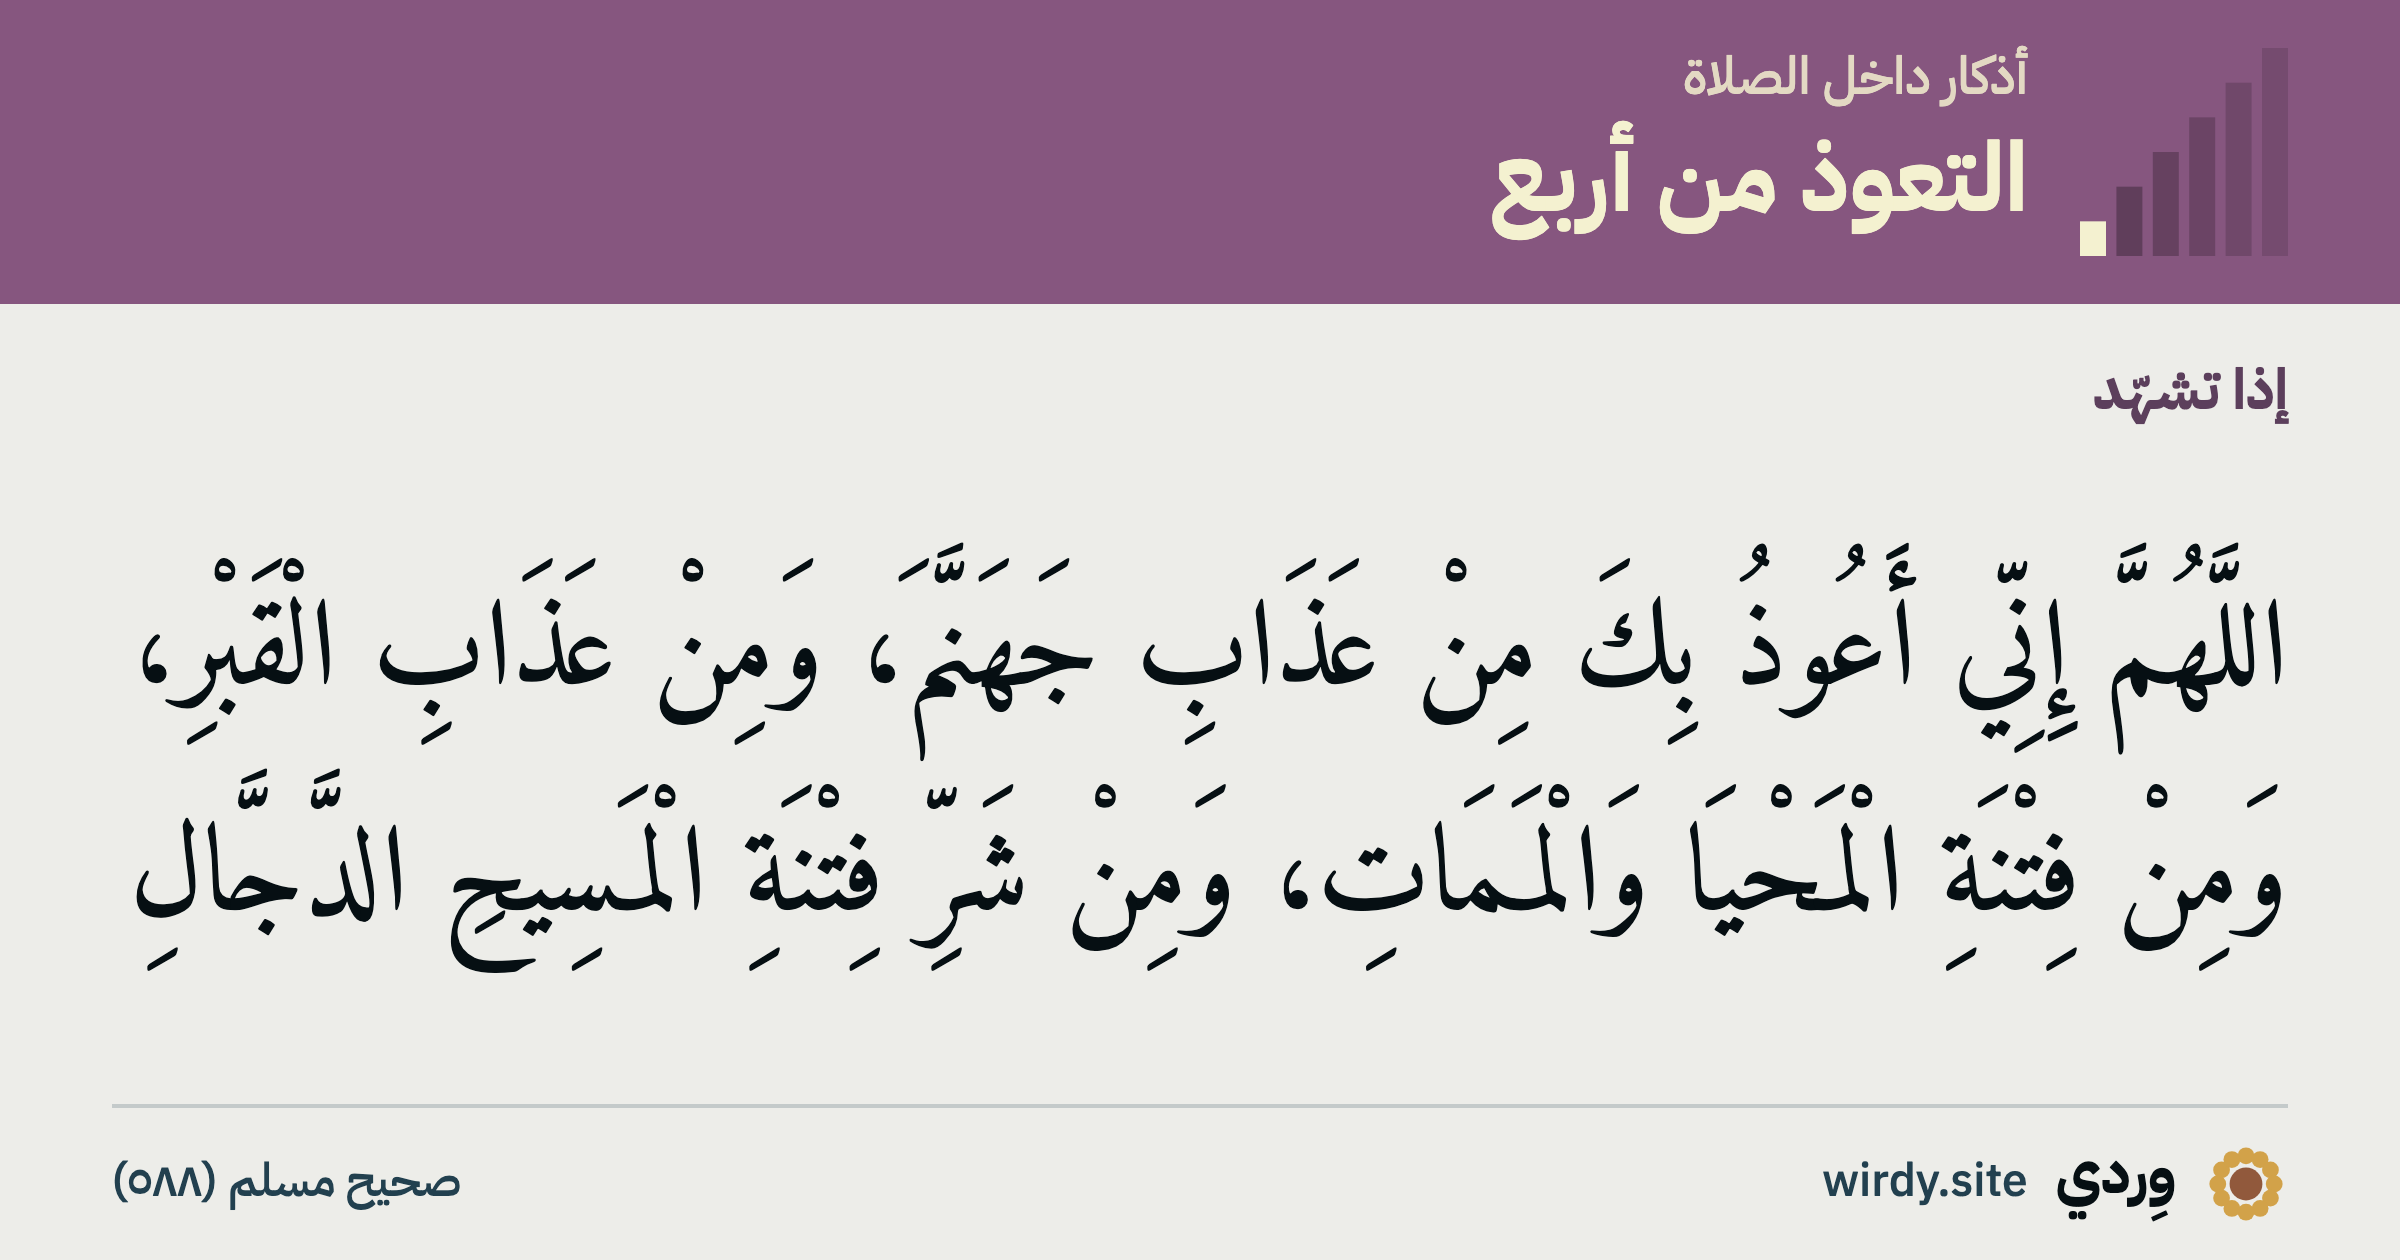 أذكار داخل الصلاة
التعوذ من أربع
إذا تشهّد
اللَّهُمَّ إِنِّي أَعُوذُ بِكَ مِنْ عَذَابِ جَهَنَّمَ، وَمِنْ عَذَابِ الْقَبْرِ،
وَمِنْ فِتْنَةِ الْمَحْيَا وَالْمَمَاتِ، وَمِنْ شَرِّ فِتْنَةِ الْمَسِيحِ الدَّجَّالِ
وِردي wirdy.site
صحيح مسلم (٥٨٨)